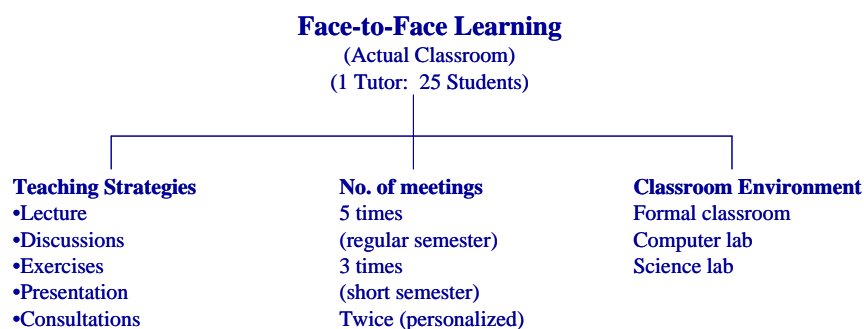 Face-to-Face Learning
(Actual Classroom)
(1 Tutor:  25 Students)
Teaching Strategies
•Lecture
•Discussions
•Exercises
•Presentation
•Consultations
No. of meetings
5 times
(regular semester)
3 times
(short semester)
Twice (personalized)
Classroom Environment
Formal classroom
Computer lab
Science lab